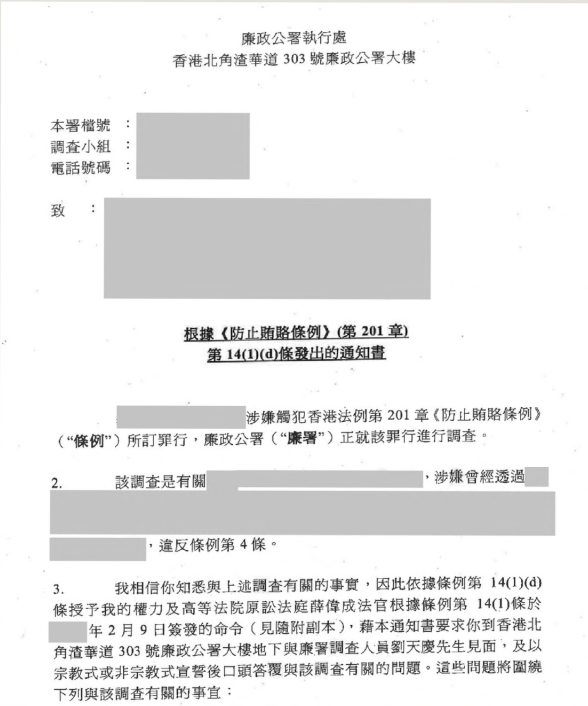 廉政公署執行處
香港北角渣華道 303 號廉政公署大樓
本署檔號 :
調查小組 :
電話號碼 :
致 :
根據《防止賄賂條例》(第 201 章)
第 14(1)(d)條發出的通知書
涉嫌觸犯香港法例第 201 章《防止賄賂條例》
(“條例”) 所訂罪行，廉政公署 (“廉署”) 正就該罪行進行調查。
2. 該調查是有關 ，涉嫌曾經透過
，違反條例第 4 條。
3. 我相信你知悉與上述調查有關的事實，因此依據條例第 14(1)(d)
條授予我的權力及高等法院原訟法庭薛偉成法官根據條例第 14(1)條於
年 2 月 9 日簽發的命令 (見隨附副本)，藉本通知書要求你到香港北
角渣華道 303 號廉政公署大樓地下與廉署調查人員劉天慶先生見面，及以
宗教式或非宗教式宣誓後口頭答覆與該調查有關的問題。這些問題將圍繞
下列與該調查有關的事宜：